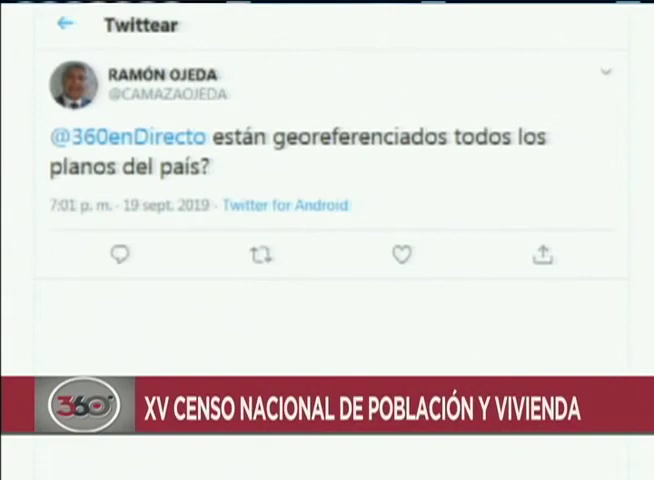 Twittear
RAMÓN OJEDA
@CAMAZAOJEDA
@360enDirecto están georeferenciados todos los
planos del país?
7:01 p. m. · 19 sept. 2019 · Twitter for Android
360°
XV CENSO NACIONAL DE POBLACIÓN Y VIVIENDA